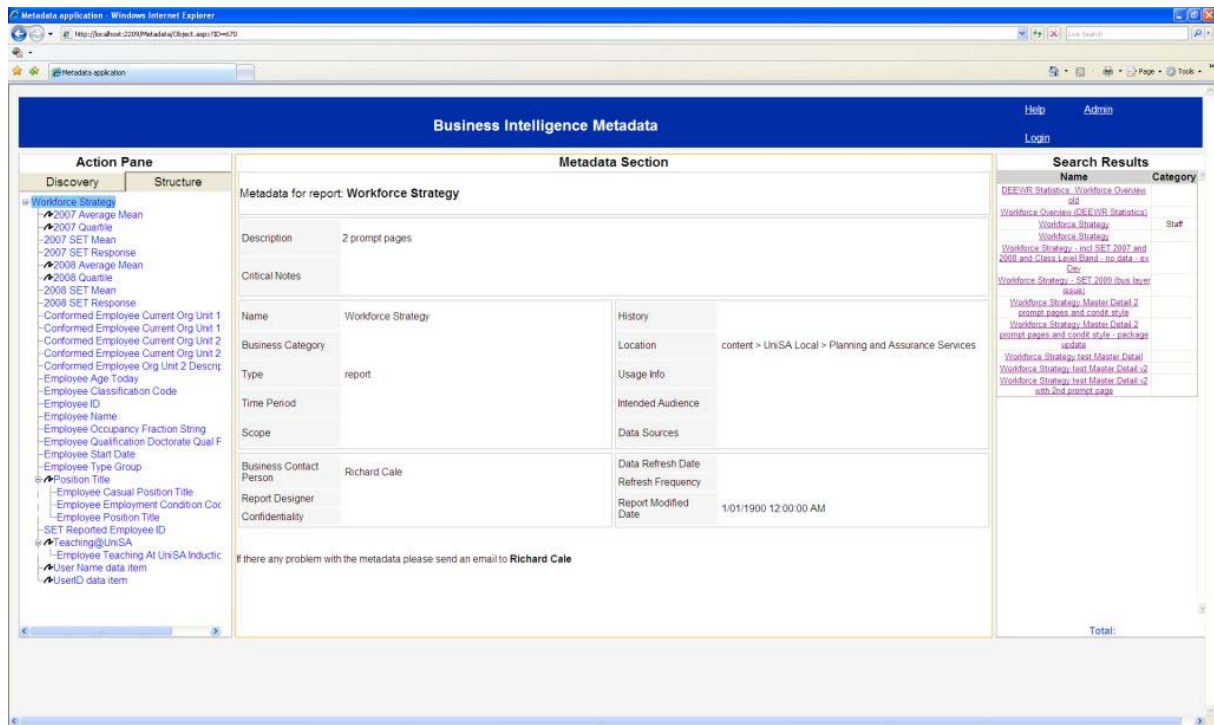 Metadata application - Windows Internet Explorer
http://localhost:2209/Metadata/Object.aspx?ID=670
Live Search
Metadata application
Page
Tools
Business Intelligence Metadata
Help
Admin
Login
Action Pane
Discovery
Structure
Workforce Strategy
2007 Average Mean
2007 Quartile
2007 SET Mean
2007 SET Response
2008 Average Mean
2008 Quartile
2008 SET Mean
2008 SET Response
Conformed Employee Current Org Unit 1
Conformed Employee Current Org Unit 1
Conformed Employee Current Org Unit 2
Conformed Employee Current Org Unit 2
Conformed Employee Org Unit 2 Descrip
Employee Age Today
Employee Classification Code
Employee ID
Employee Name
Employee Occupancy Fraction String
Employee Qualification Doctorate Qual F
Employee Start Date
Employee Type Group
Position Title
Employee Casual Position Title
Employee Employment Condition Coc
Employee Position Title
SET Reported Employee ID
Teaching@UniSA
Employee Teaching At UniSA Inductic
User Name data item
UserID data item
Metadata Section
Metadata for report: Workforce Strategy
Description
2 prompt pages
Critical Notes
Name
Workforce Strategy
Business Category
Type
report
Time Period
Scope
History
Location
content > UniSA Local > Planning and Assurance Services
Usage Info
Intended Audience
Data Sources
Business Contact
Person
Richard Cale
Report Designer
Confidentiality
Data Refresh Date
Refresh Frequency
Report Modified
Date
1/01/1900 12:00:00 AM
If there any problem with the metadata please send an email to Richard Cale
Search Results
Name
Category
DEEWR Statistics Workforce Overview
old
Workforce Overview (DEEWR Statistics)
Workforce Strategy
Staff
Workforce Strategy
Workforce Strategy - incl SET 2007 and
2008 and Class Level Band - no data - ex
Dev
Workforce Strategy - SET 2009 (bus layer
issue)
Workforce Strategy Master Detail 2
prompt pages and condit style
Workforce Strategy Master Detail 2
prompt pages and condit style - package
update
Workforce Strategy test Master Detail
Workforce Strategy test Master Detail v2
Workforce Strategy test Master Detail v2
with 2nd prompt page
Total: